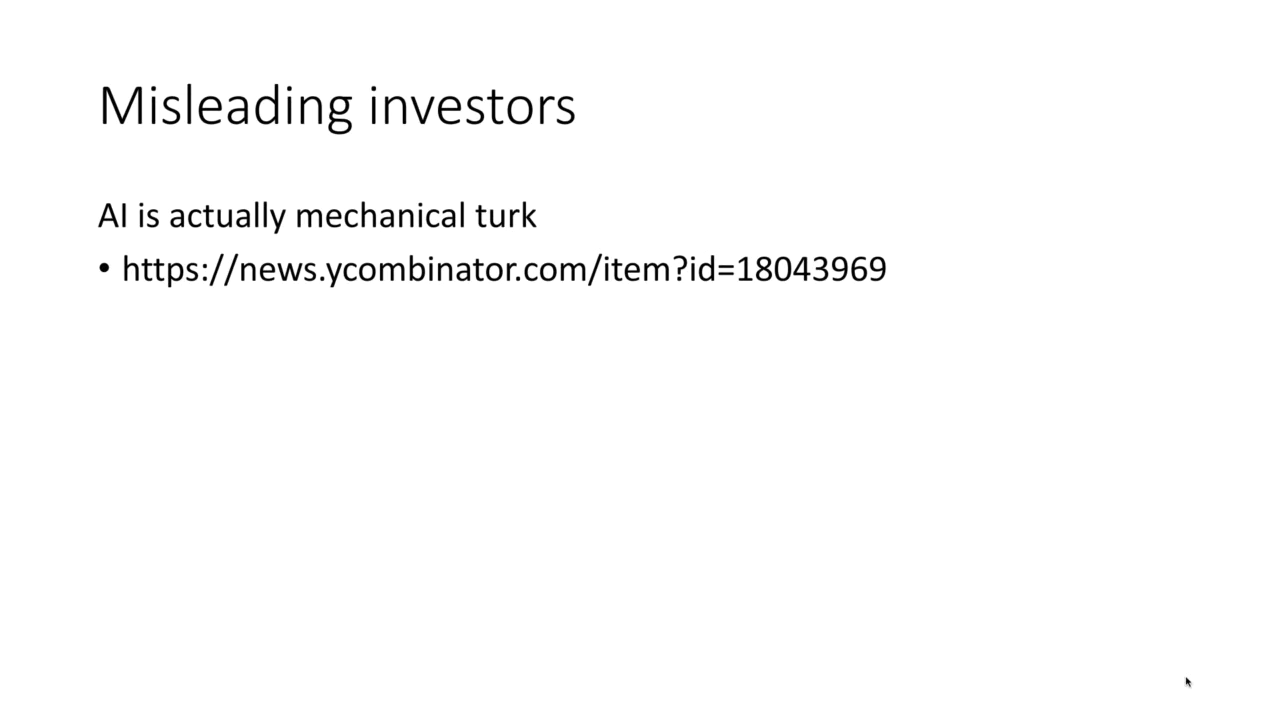 Misleading investors
AI is actually mechanical turk
• https://news.ycombinator.com/item?id=18043969